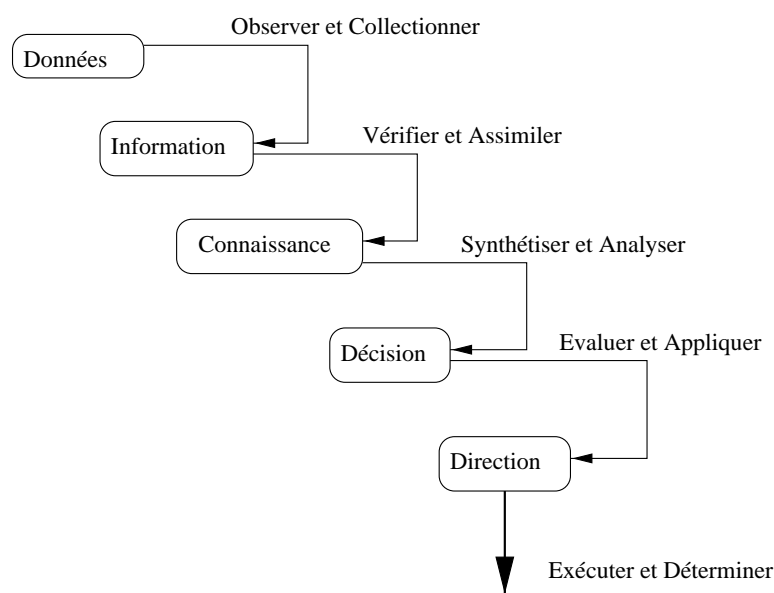 Observer et Collectionner
Données
Vérifier et Assimiler
Information
Synthétiser et Analyser
Connaissance
Evaluer et Appliquer
Décision
Direction
Exécuter et Déterminer